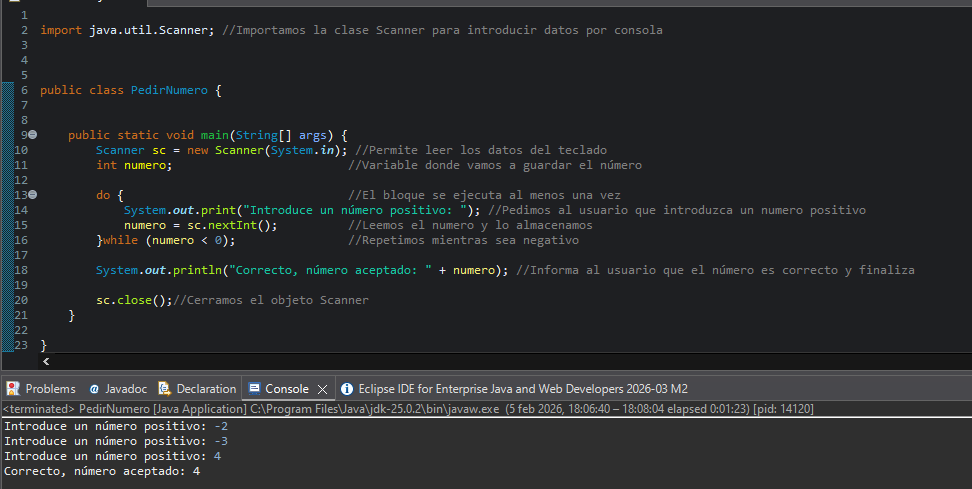 1
2 import java.util.Scanner; //Importamos la clase Scanner para introducir datos por consola
3
4
5
6 public class PedirNumero {
7
8
9 public static void main(String[] args) {
10 Scanner sc = new Scanner(System.in); //Permite leer los datos del teclado
11 int numero; //Variable donde vamos a guardar el número
12
13 do { //El bloque se ejecuta al menos una vez
14 System.out.print("Introduce un número positivo: "); //Pedimos al usuario que introduzca un numero positivo
15 numero = sc.nextInt(); //Leemos el numero y lo almacenamos
16 }while (numero < 0); //Repetimos mientras sea negativo
17
18 System.out.println("Correcto, número aceptado: " + numero); //Informa al usuario que el número es correcto y finaliza
19
20 sc.close();//Cerramos el objeto Scanner
21 }
22
23 }
Problems @ Javadoc Declaration Console Eclipse IDE for Enterprise Java and Web Developers 2026-03 M2
<terminated> PedirNumero [Java Application] C:\Program Files\Java\jdk-25.0.2\bin\javaw.exe (5 feb 2026, 18:06:40 – 18:08:04 elapsed 0:01:23) [pid: 14120]
Introduce un número positivo: -2
Introduce un número positivo: -3
Introduce un número positivo: 4
Correcto, número aceptado: 4